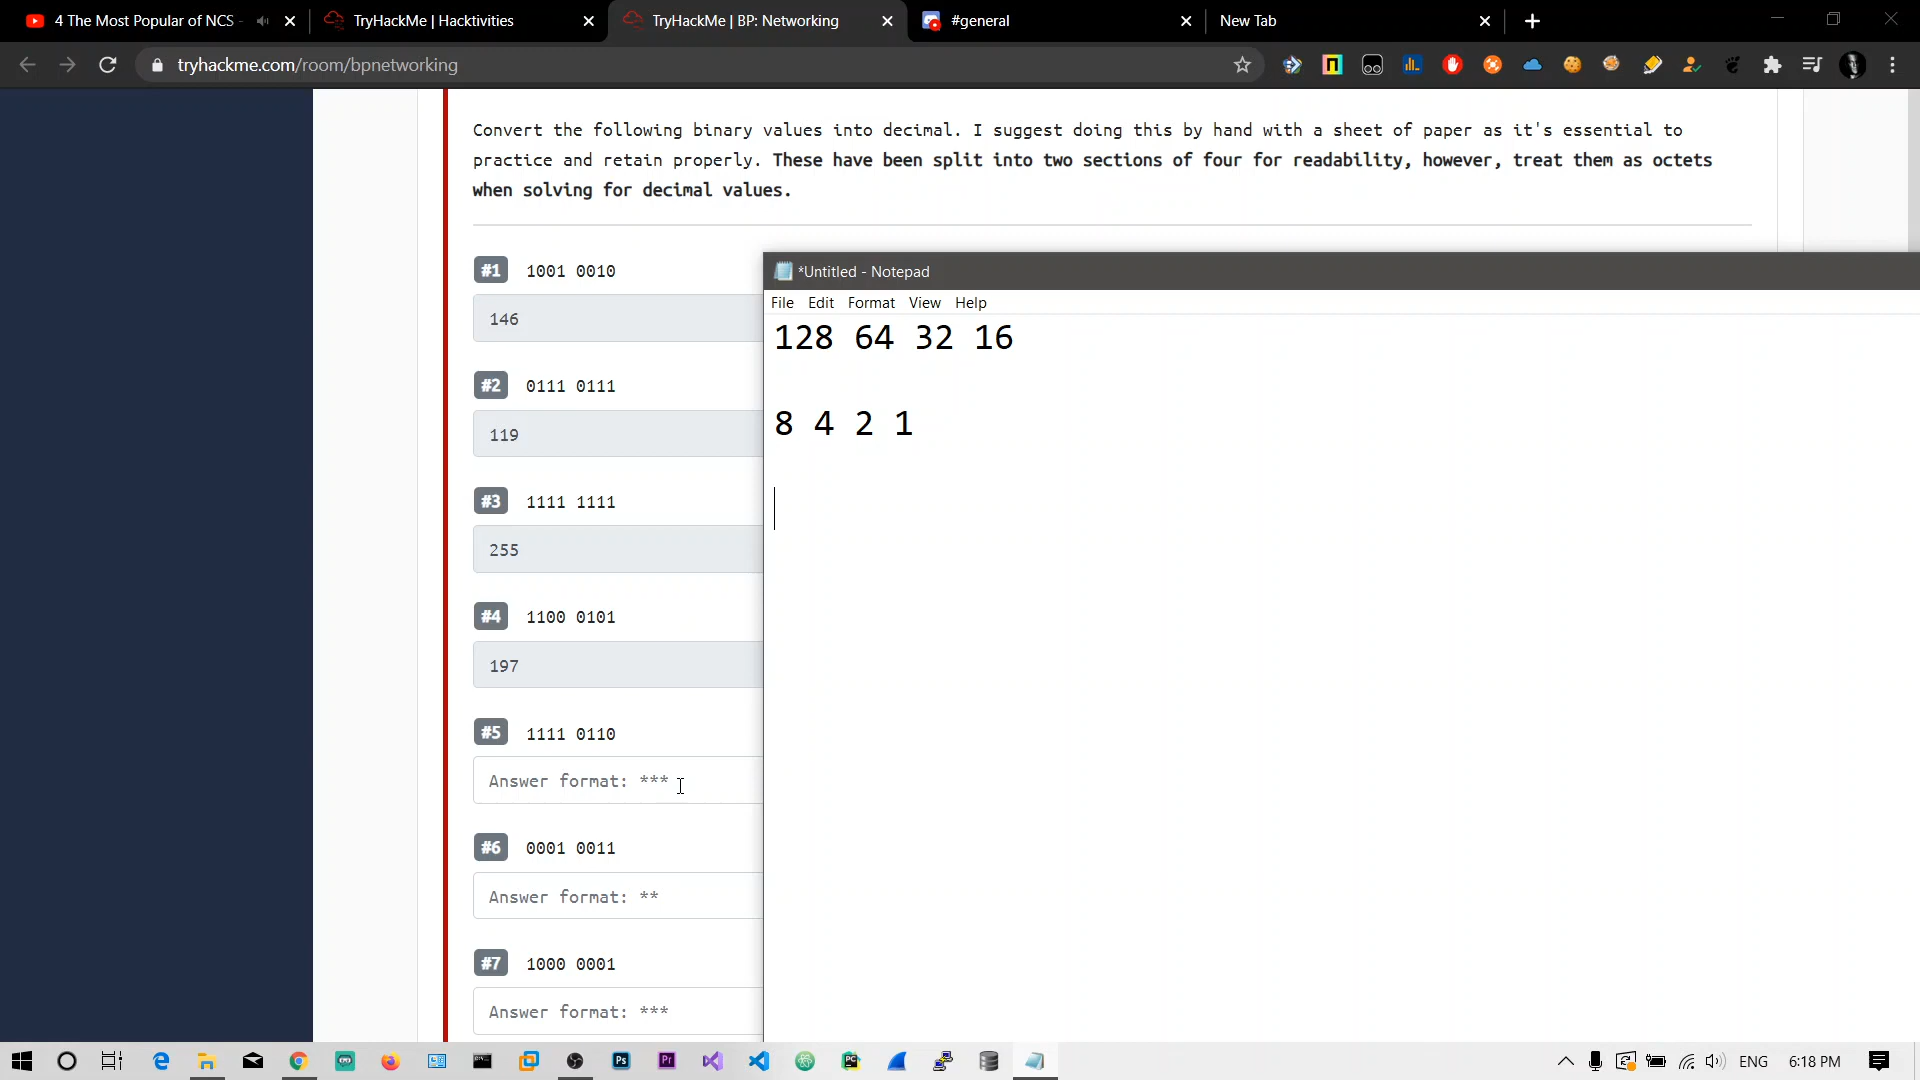 4 The Most Popular of NCS
TryHackMe | Hacktivities
TryHackMe | BP: Networking
#general
New Tab
tryhackme.com/room/bpnetworking
Convert the following binary values into decimal. I suggest doing this by hand with a sheet of paper as it's essential to
practice and retain properly. These have been split into two sections of four for readability, however, treat them as octets
when solving for decimal values.
#1 1001 0010
146
#2 0111 0111
119
#3 1111 1111
255
#4 1100 0101
197
#5 1111 0110
Answer format: ***
#6 0001 0011
Answer format: **
#7 1000 0001
Answer format: ***
*Untitled - Notepad
File Edit Format View Help
128 64 32 16
8 4 2 1
Ps
Pr
PC
ENG
6:18 PM